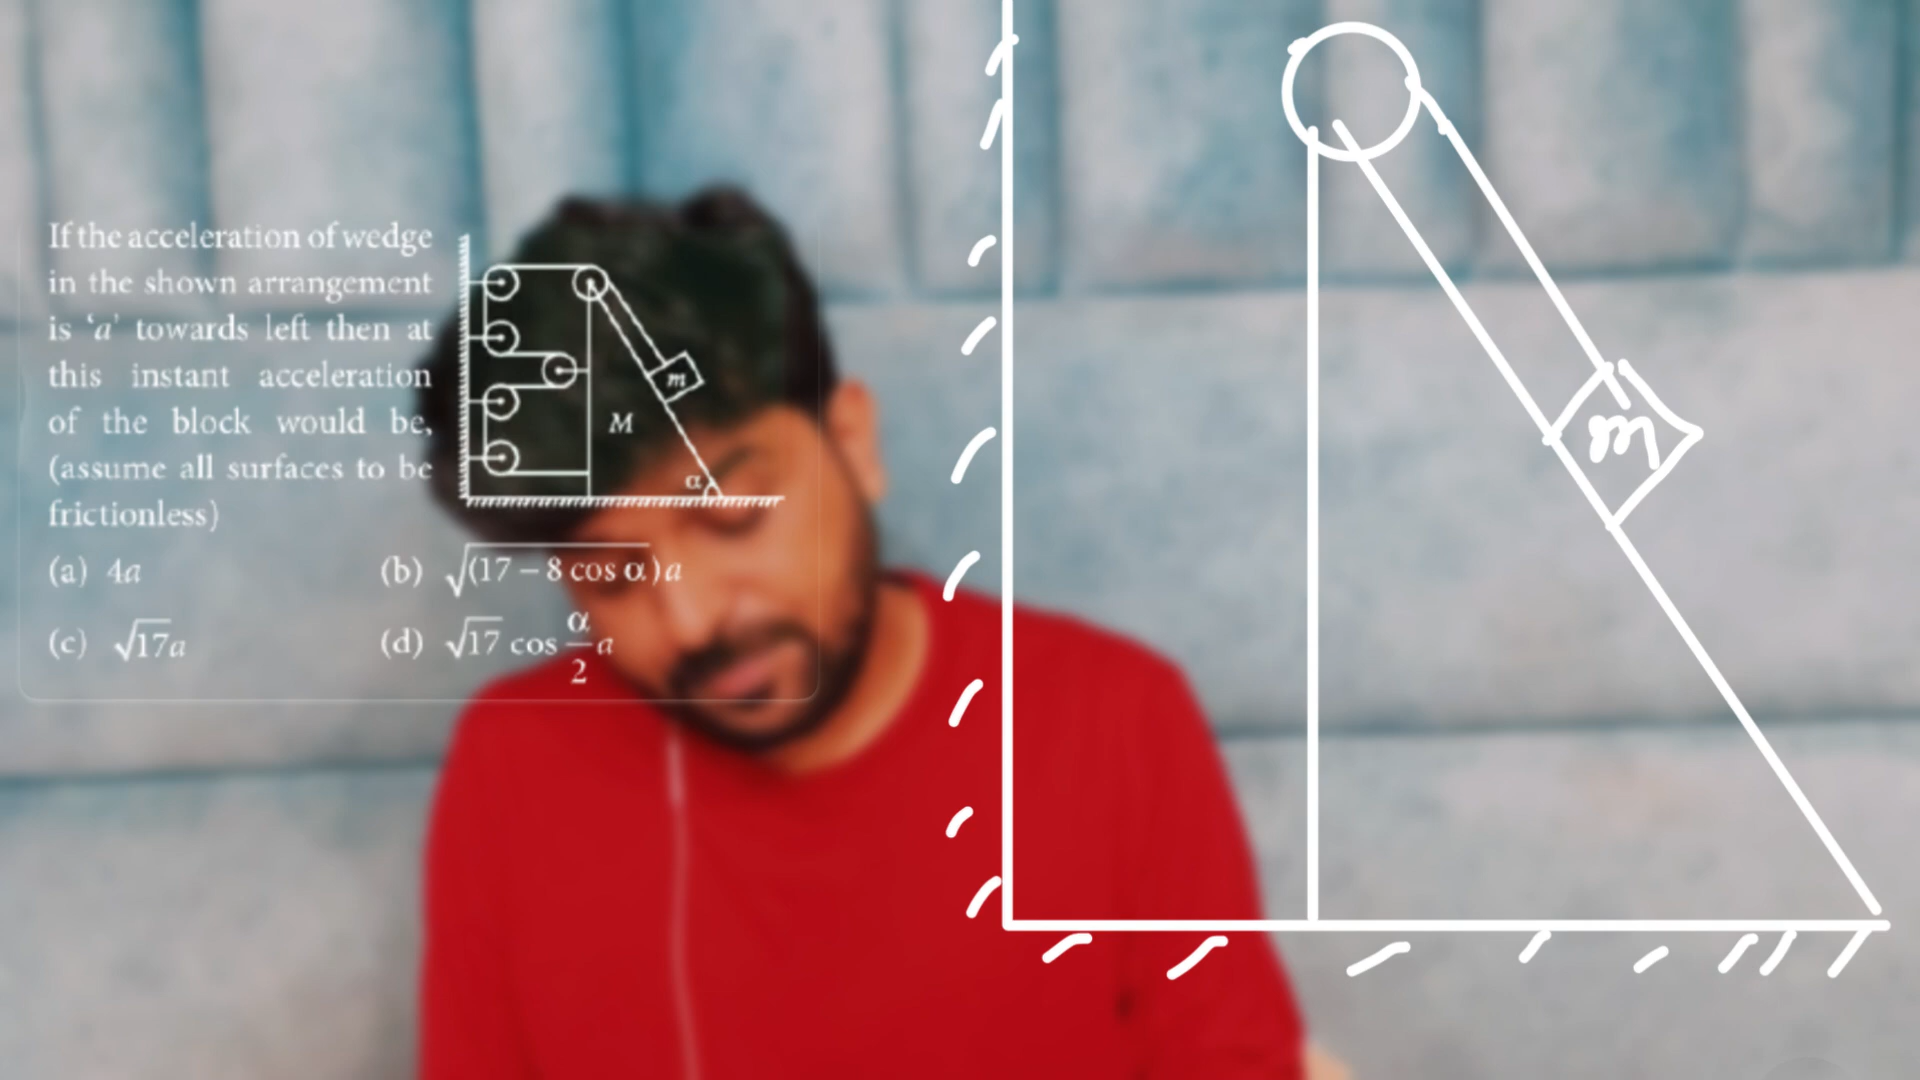 If the acceleration of wedge
in the shown arrangement
is ‘a’ towards left then at
this instant acceleration
of the block would be,
(assume all surfaces to be
frictionless)
m
M
α
(a) 4a
(b) √(17 – 8 cos α) a
(c) √17a
(d) √17 cos α/2 a
m